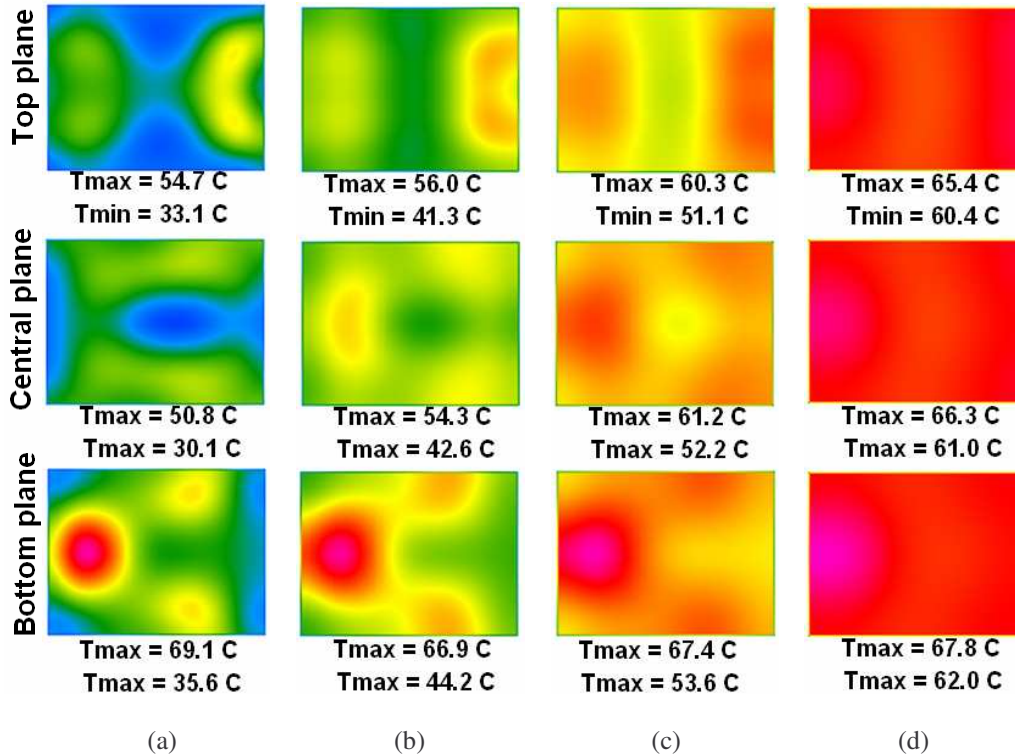 Top plane
Tmax = 54.7 C
Tmin = 33.1 C
Tmax = 56.0 C
Tmin = 41.3 C
Tmax = 60.3 C
Tmin = 51.1 C
Tmax = 65.4 C
Tmin = 60.4 C
Central plane
Tmax = 50.8 C
Tmax = 30.1 C
Tmax = 54.3 C
Tmax = 42.6 C
Tmax = 61.2 C
Tmax = 52.2 C
Tmax = 66.3 C
Tmax = 61.0 C
Bottom plane
Tmax = 69.1 C
Tmax = 35.6 C
Tmax = 66.9 C
Tmax = 44.2 C
Tmax = 67.4 C
Tmax = 53.6 C
Tmax = 67.8 C
Tmax = 62.0 C
(a)
(b)
(c)
(d)